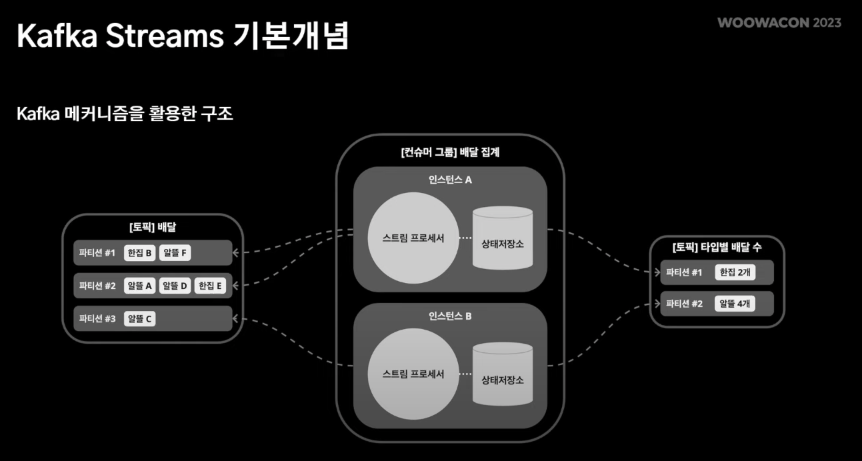 Kafka Streams 기본개념
WOOWACON 2023
Kafka 메커니즘을 활용한 구조
[토픽] 배달
파티션 #1 한집 B 알뜰 F
파티션 #2 알뜰 A 알뜰 D 한집 E
파티션 #3 알뜰 C
[컨슈머 그룹] 배달 집계
인스턴스 A
스트림 프로세서 상태저장소
인스턴스 B
스트림 프로세서 상태저장소
[토픽] 타입별 배달 수
파티션 #1 한집 2개
파티션 #2 알뜰 4개